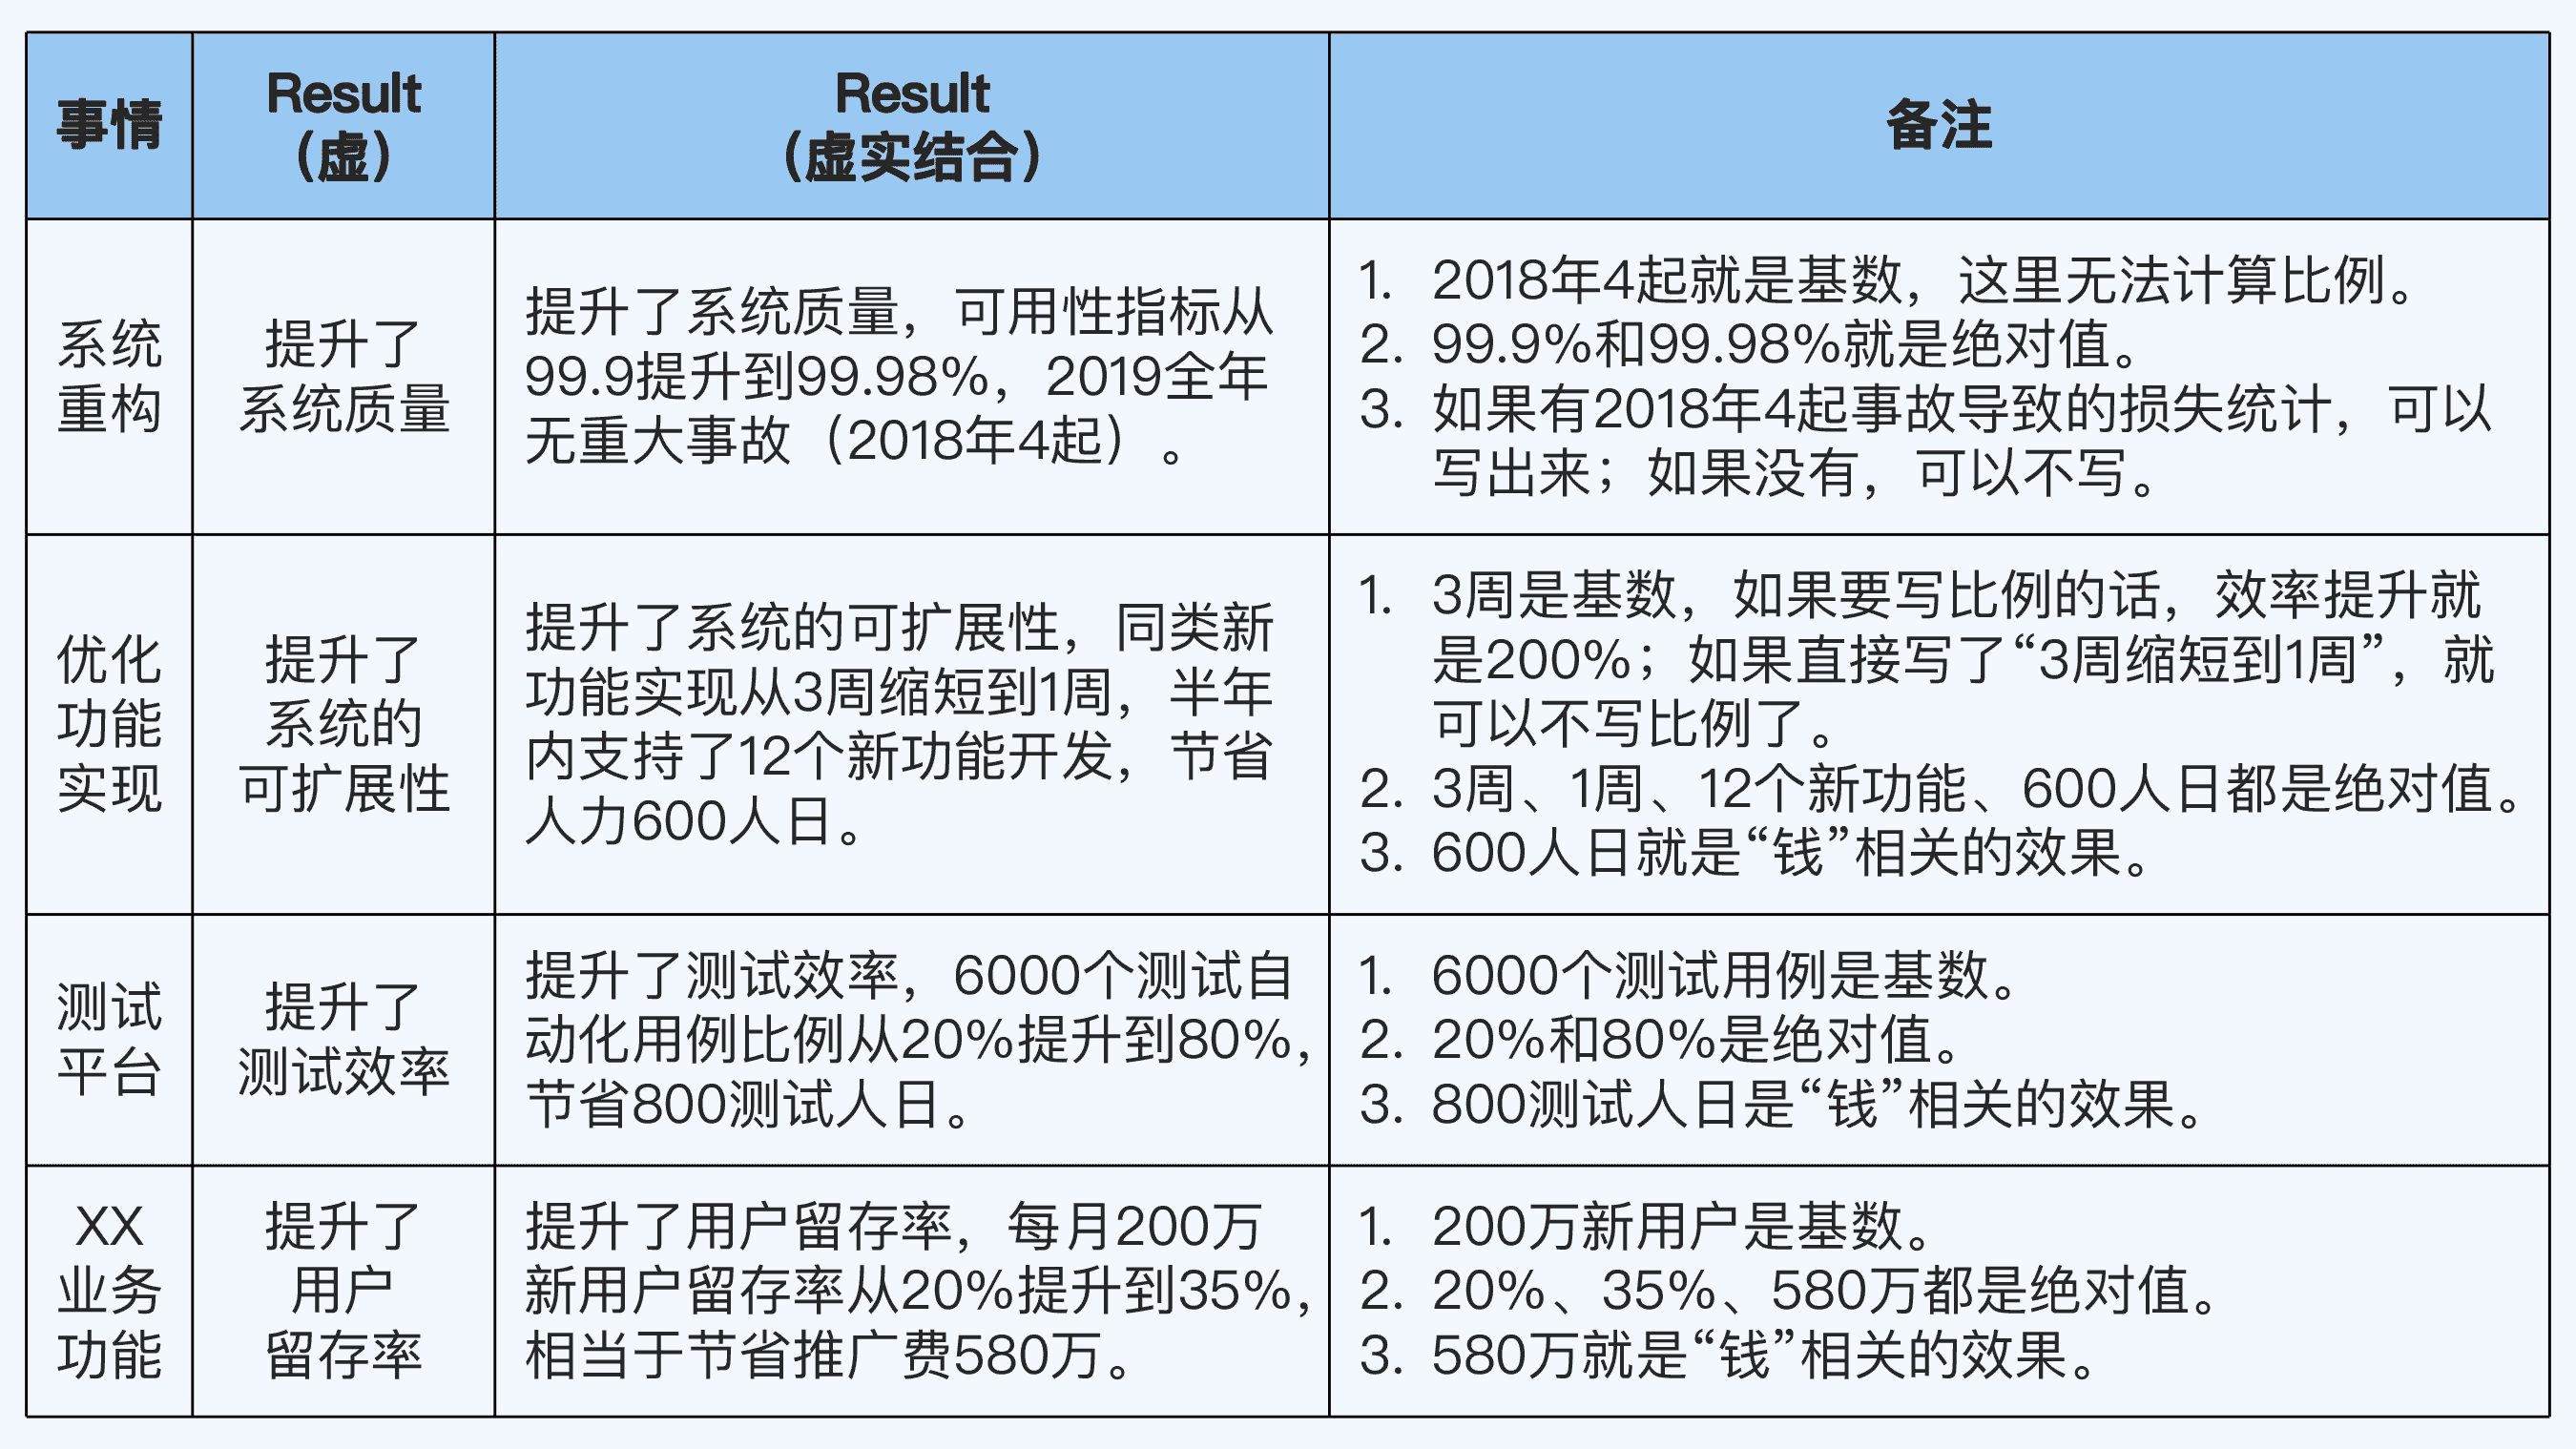 事情
Result
（虚）
Result
（虚实结合）
备注
系统
重构
提升了
系统质量
提升了系统质量，可用性指标从
99.9提升到99.98%，2019全年
无重大事故（2018年4起）。
1. 2018年4起就是基数，这里无法计算比例。
2. 99.9%和99.98%就是绝对值。
3. 如果有2018年4起事故导致的损失统计，可以
写出来；如果没有，可以不写。
优化
功能
实现
提升了
系统的
可扩展性
提升了系统的可扩展性，同类新
功能实现从3周缩短到1周，半年
内支持了12个新功能开发，节省
人力600人日。
1. 3周是基数，如果要写比例的话，效率提升就
是200%；如果直接写了“3周缩短到1周”，就
可以不写比例了。
2. 3周、1周、12个新功能、600人日都是绝对值。
3. 600人日就是“钱”相关的效果。
测试
平台
提升了
测试效率
提升了测试效率，6000个测试自
动化用例比例从20%提升到80%，
节省800测试人日。
1. 6000个测试用例是基数。
2. 20%和80%是绝对值。
3. 800测试人日是“钱”相关的效果。
XX
业务
功能
提升了
用户
留存率
提升了用户留存率，每月200万
新用户留存率从20%提升到35%，
相当于节省推广费580万。
1. 200万新用户是基数。
2. 20%、35%、580万都是绝对值。
3. 580万就是“钱”相关的效果。